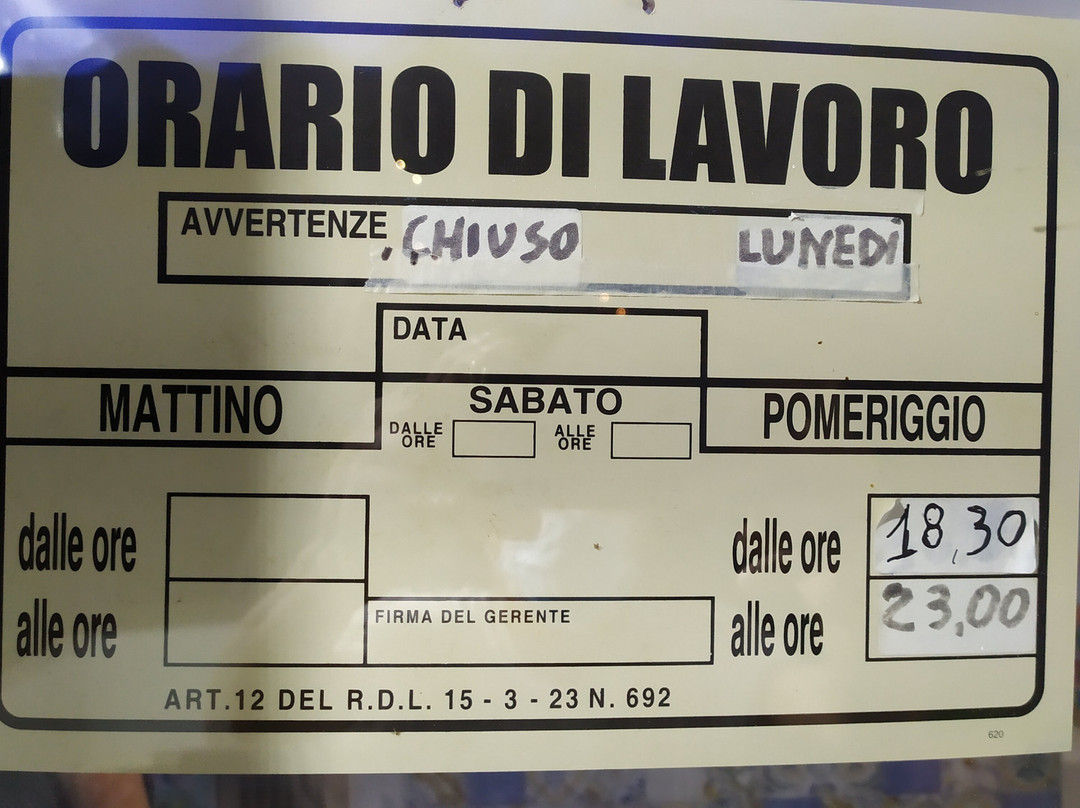 ORARIO DI LAVORO
AVVERTENZE CHIUSO LUNEDI
DATA
MATTINO
SABATO
DALLE ORE
ALLE ORE
POMERIGGIO
dalle ore
alle ore
FIRMA DEL GERENTE
dalle ore 18,30
alle ore 23,00
ART.12 DEL R.D.L. 15 - 3 - 23 N. 692
620